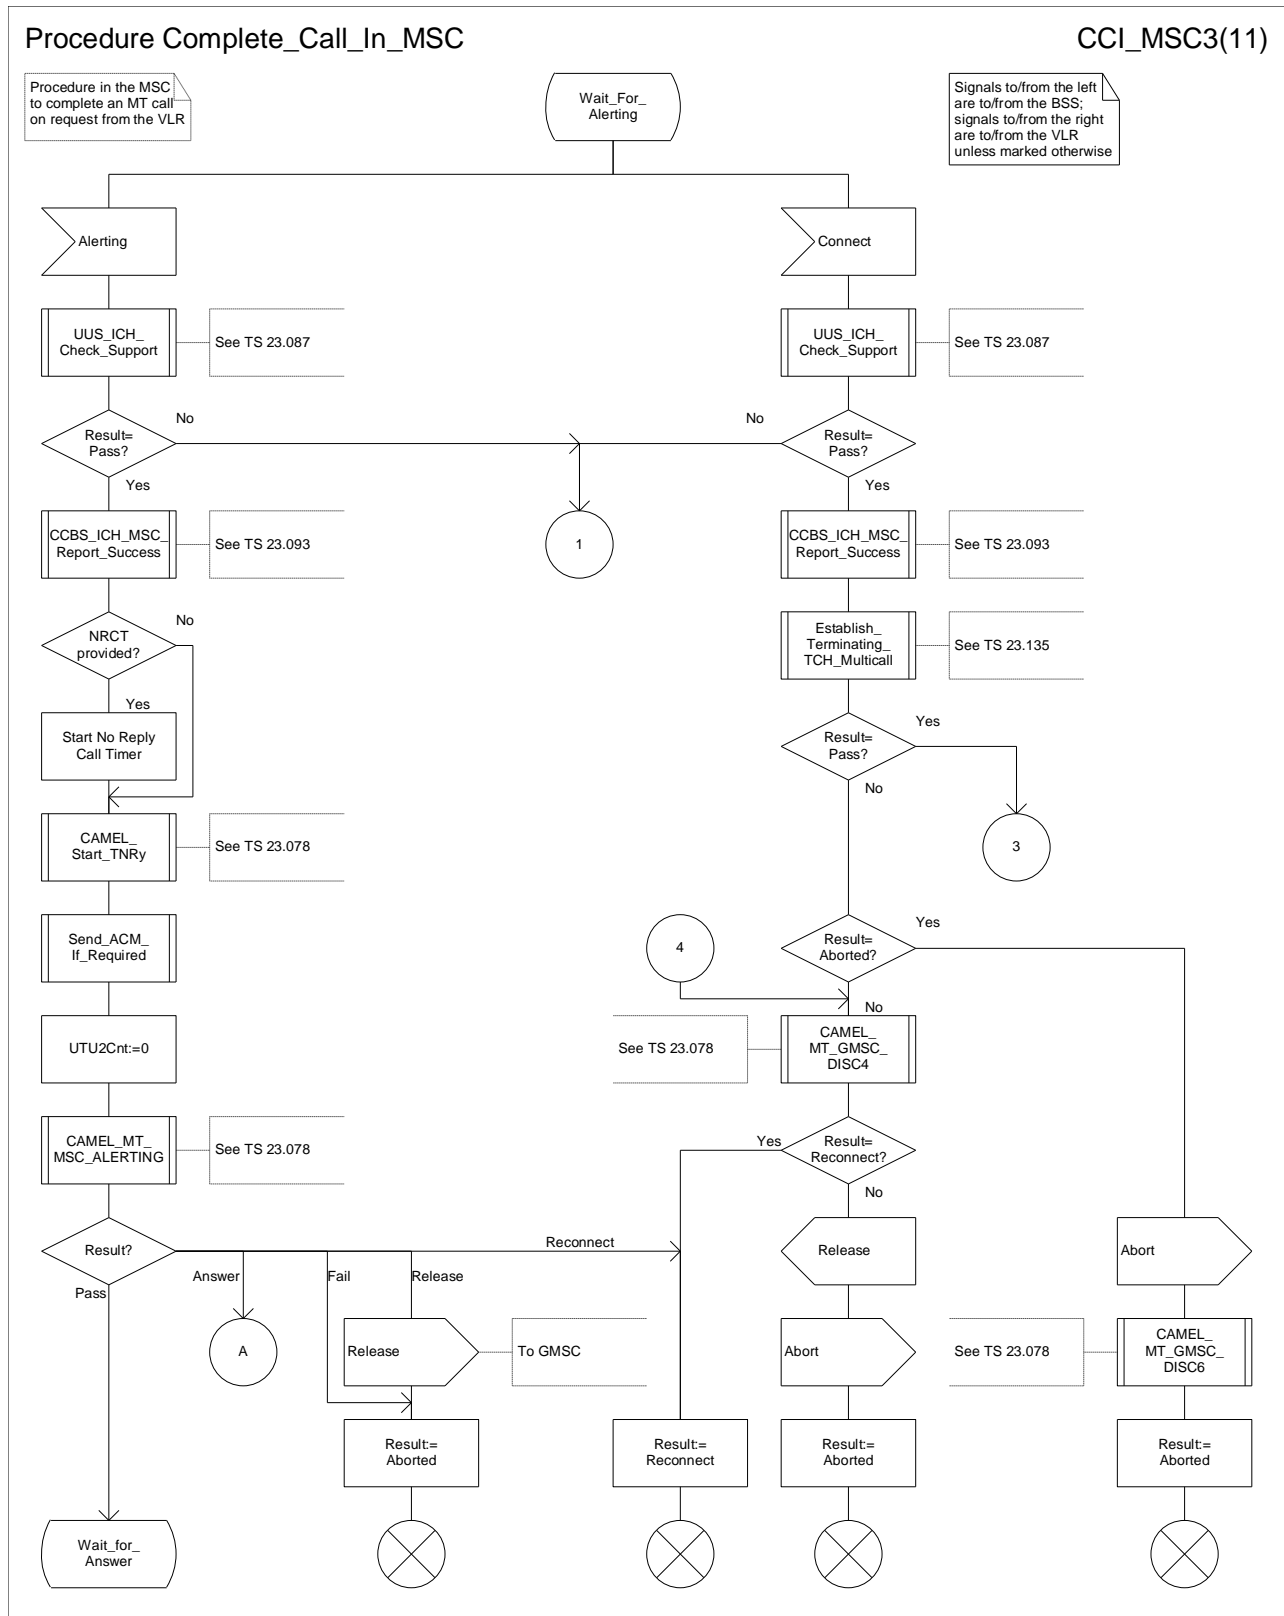 Procedure Complete_Call_In_MSC
CCI_MSC3(11)
Procedure in the MSC
to complete an MT call
on request from the VLR
Wait_For_
Alerting
Signals to/from the left
are to/from the BSS;
signals to/from the right
are to/from the VLR
unless marked otherwise
Alerting
Connect
UUS_ICH_
Check_Support
See TS 23.087
UUS_ICH_
Check_Support
See TS 23.087
No
No
Result=
Pass?
Result=
Pass?
Yes
Yes
CCBS_ICH_MSC_
Report_Success
See TS 23.093
1
CCBS_ICH_MSC_
Report_Success
See TS 23.093
No
NRCT
provided?
Establish_
Terminating_
TCH_Multicall
See TS 23.135
Yes
Yes
Start No Reply
Call Timer
Result=
Pass?
No
CAMEL_
Start_TNRy
See TS 23.078
3
Yes
Send_ACM_
If_Required
4
Result=
Aborted?
No
UTU2Cnt:=0
See TS 23.078
CAMEL_
MT_GMSC_
DISC4
CAMEL_MT_
MSC_ALERTING
See TS 23.078
Yes
Result=
Reconnect?
No
Result?
Reconnect
Release
Abort
Answer
Fail
Release
Pass
A
Release
To GMSC
Abort
See TS 23.078
CAMEL_
MT_GMSC_
DISC6
Result:=
Aborted
Result:=
Reconnect
Result:=
Aborted
Result:=
Aborted
Wait_for_
Answer